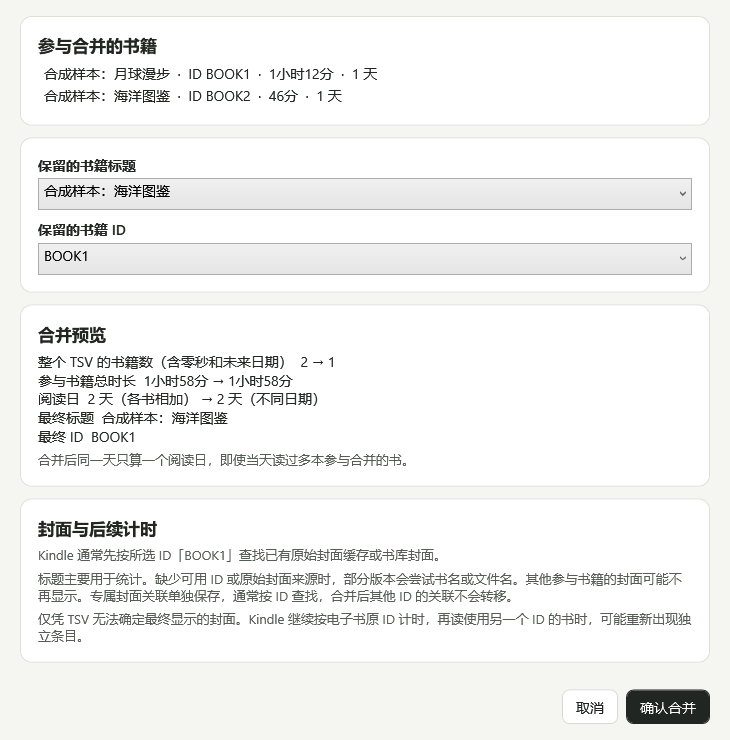 参与合并的书籍
合成样本：月球漫步 · ID BOOK1 · 1小时12分 · 1 天
合成样本：海洋图鉴 · ID BOOK2 · 46分 · 1 天
保留的书籍标题
合成样本：海洋图鉴
保留的书籍 ID
BOOK1
合并预览
整个 TSV 的书籍数（含零秒和未来日期） 2 → 1
参与书籍总时长 1小时58分 → 1小时58分
阅读日 2 天（各书相加） → 2 天（不同日期）
最终标题 合成样本：海洋图鉴
最终 ID BOOK1
合并后同一天只算一个阅读日，即使当天读过多本参与合并的书。
封面与后续计时
Kindle 通常先按所选 ID「BOOK1」查找已有原始封面缓存或书库封面。
标题主要用于统计。缺少可用 ID 或原始封面来源时，部分版本会尝试书名或文件名。其他参与书籍的封面可能不
再显示。专属封面关联单独保存，通常按 ID 查找，合并后其他 ID 的关联不会转移。
仅凭 TSV 无法确定最终显示的封面。Kindle 继续按电子书原 ID 计时，再读使用另一个 ID 的书时，可能重新出现独
立条目。
取消
确认合并